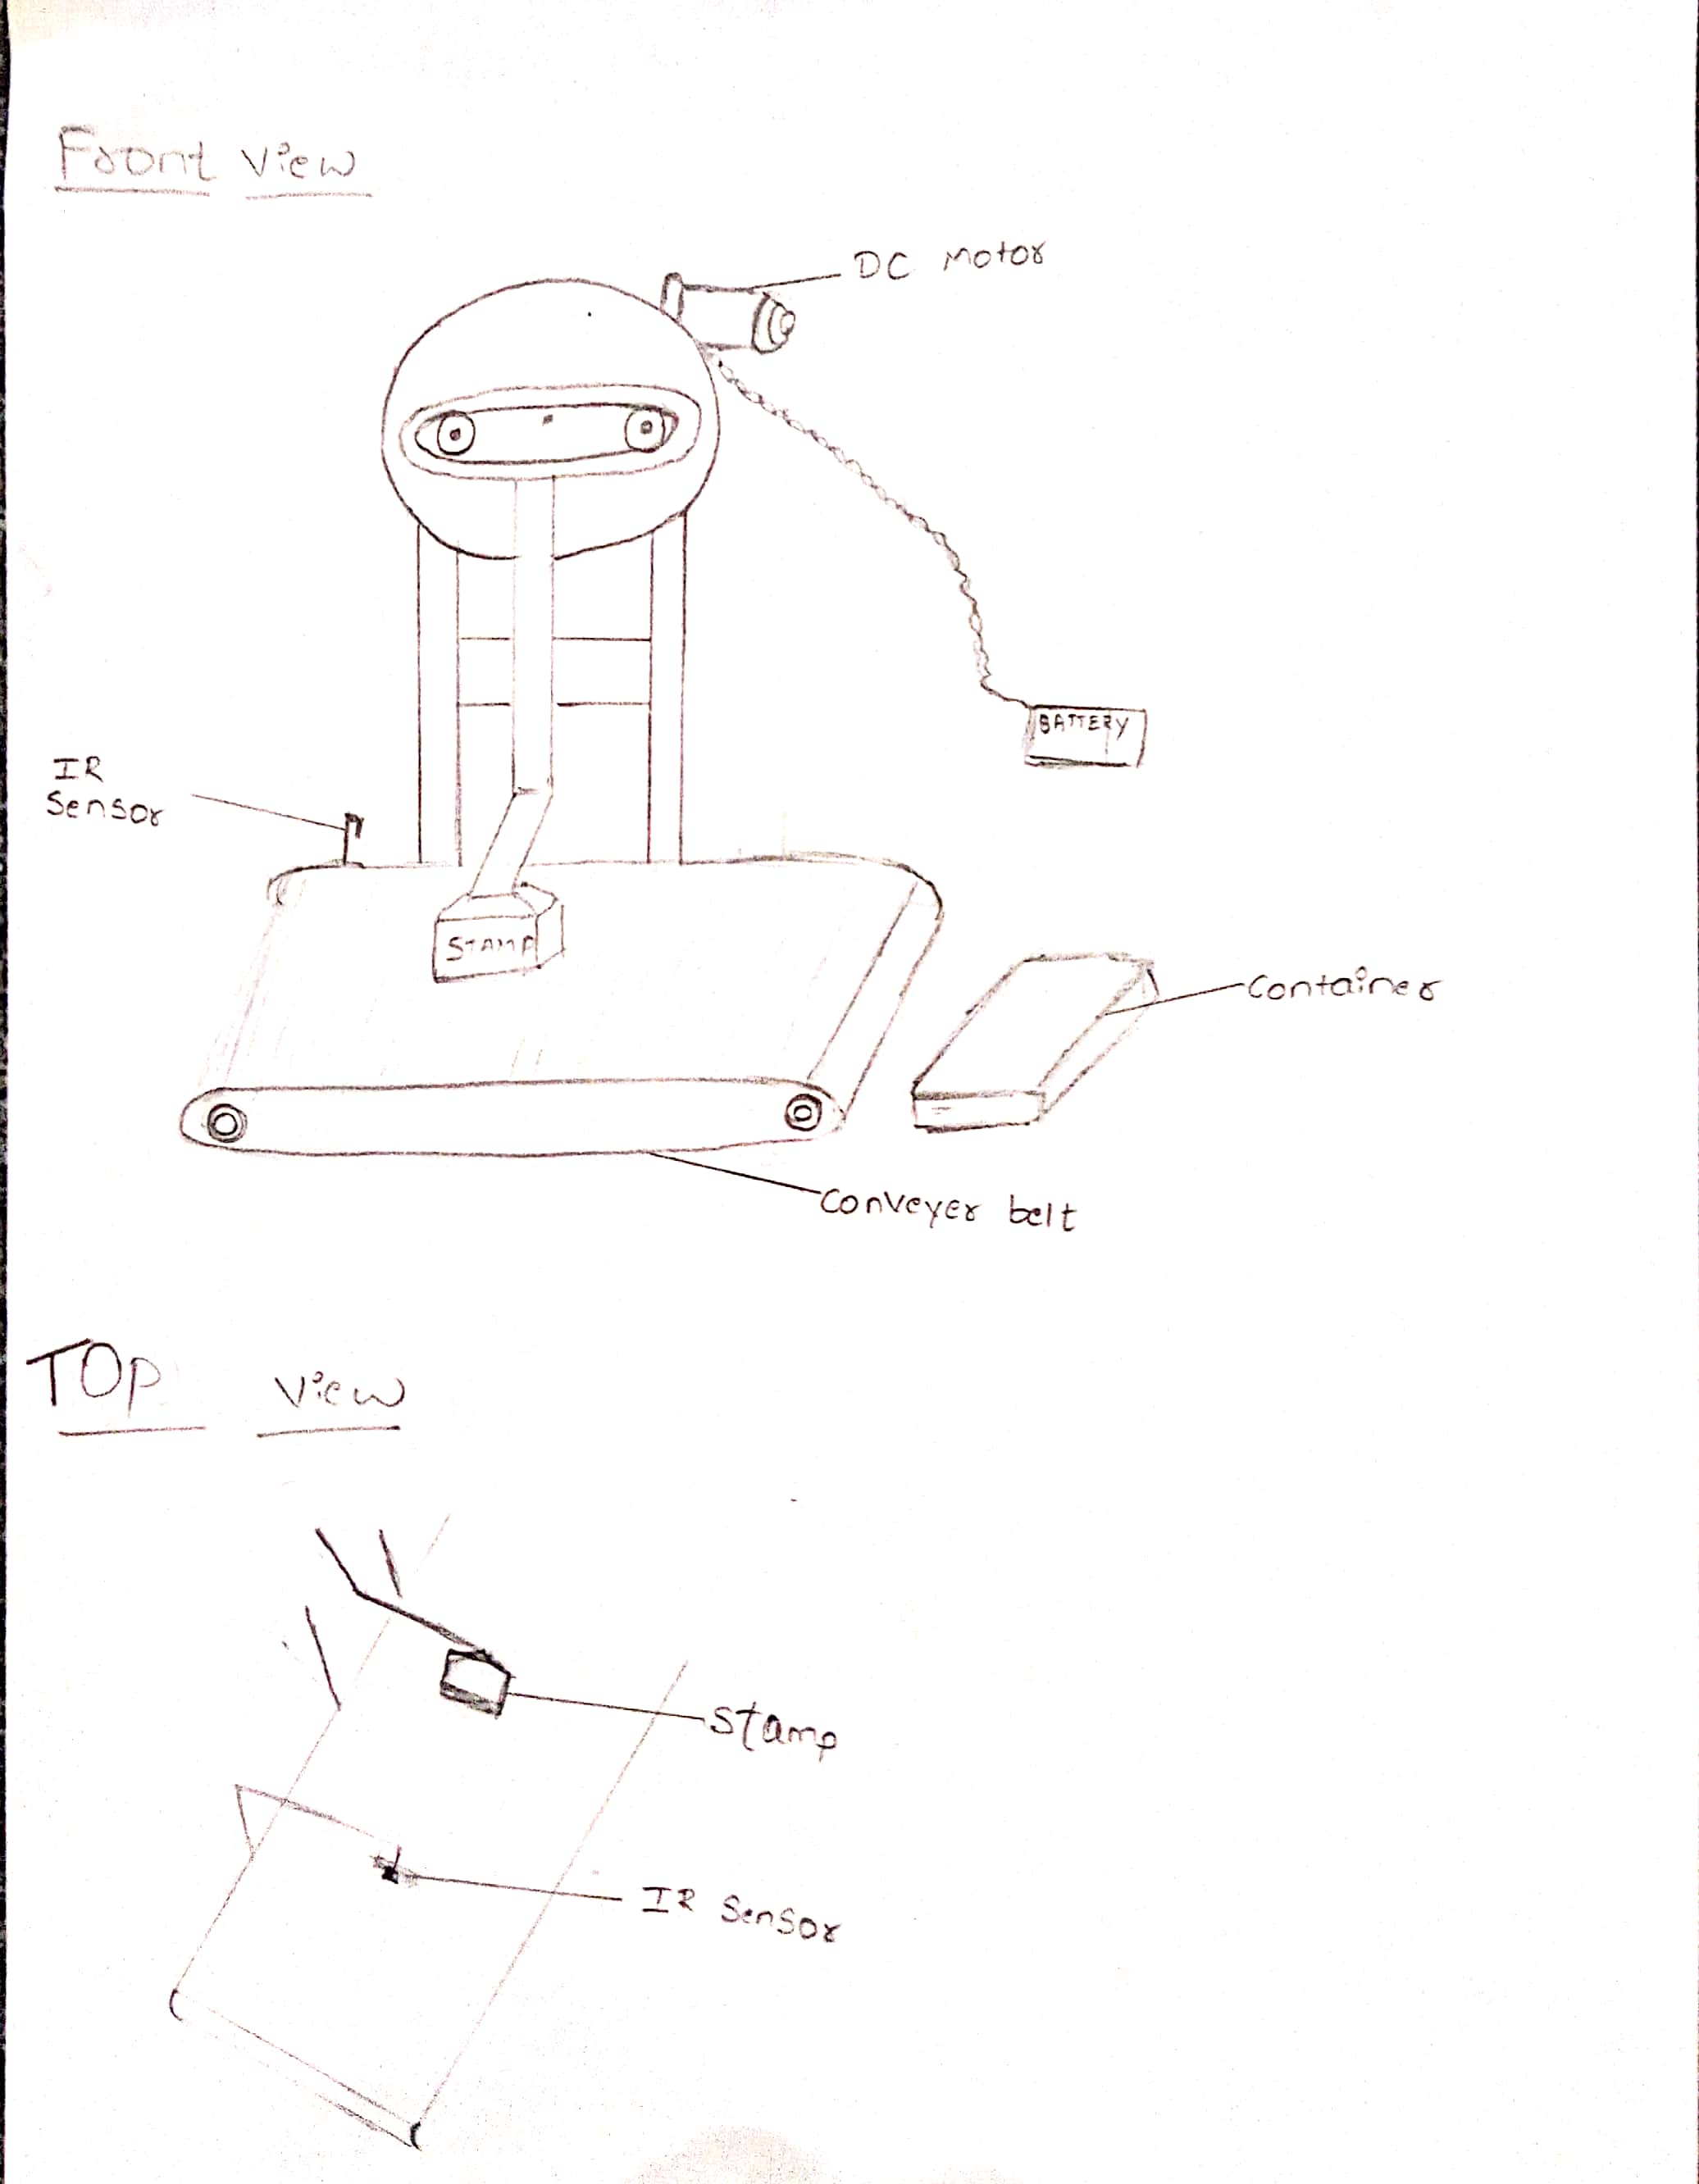 Front view
DC Motor
BATTERY
IR
Sensor
STAMP
Container
Conveyer belt
TOP view
Stamp
IR Sensor